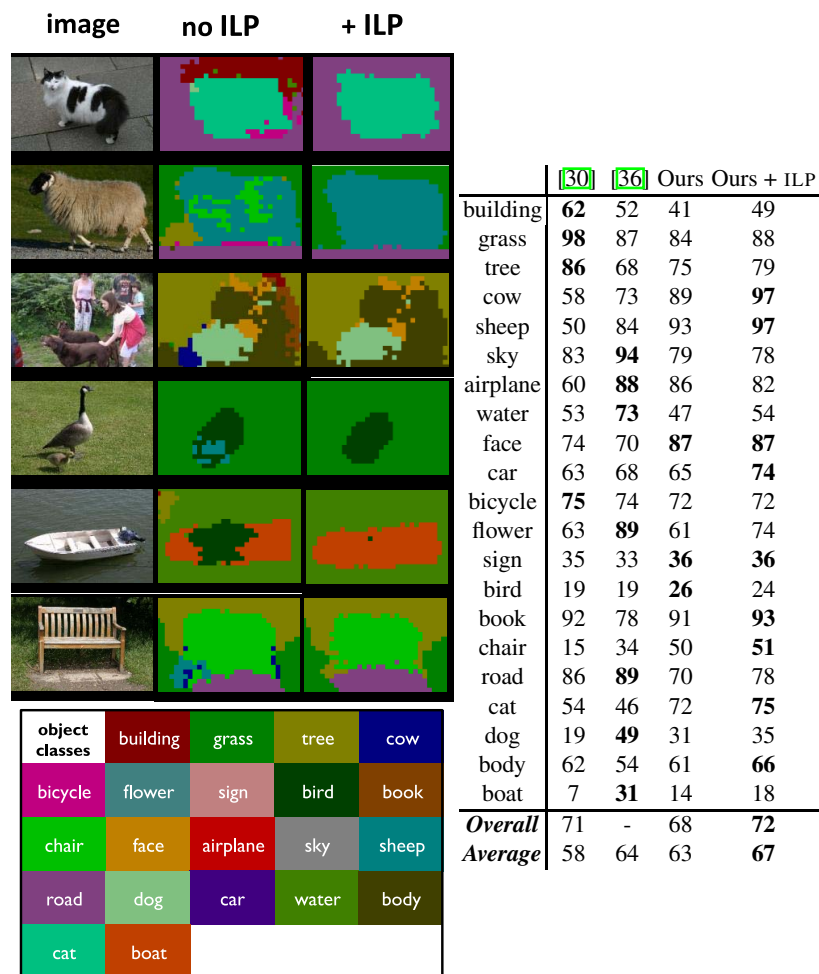 image no ILP + ILP
[30] [36] Ours Ours + ILP
building 62 52 41 49
grass 98 87 84 88
tree 86 68 75 79
cow 58 73 89 97
sheep 50 84 93 97
sky 83 94 79 78
airplane 60 88 86 82
water 53 73 47 54
face 74 70 87 87
car 63 68 65 74
bicycle 75 74 72 72
flower 63 89 61 74
sign 35 33 36 36
bird 19 19 26 24
book 92 78 91 93
chair 15 34 50 51
road 86 89 70 78
cat 54 46 72 75
dog 19 49 31 35
body 62 54 61 66
boat 7 31 14 18
Overall 71 - 68 72
Average 58 64 63 67
object
classes
building grass tree cow
bicycle flower sign bird book
chair face airplane sky sheep
road dog car water body
cat boat